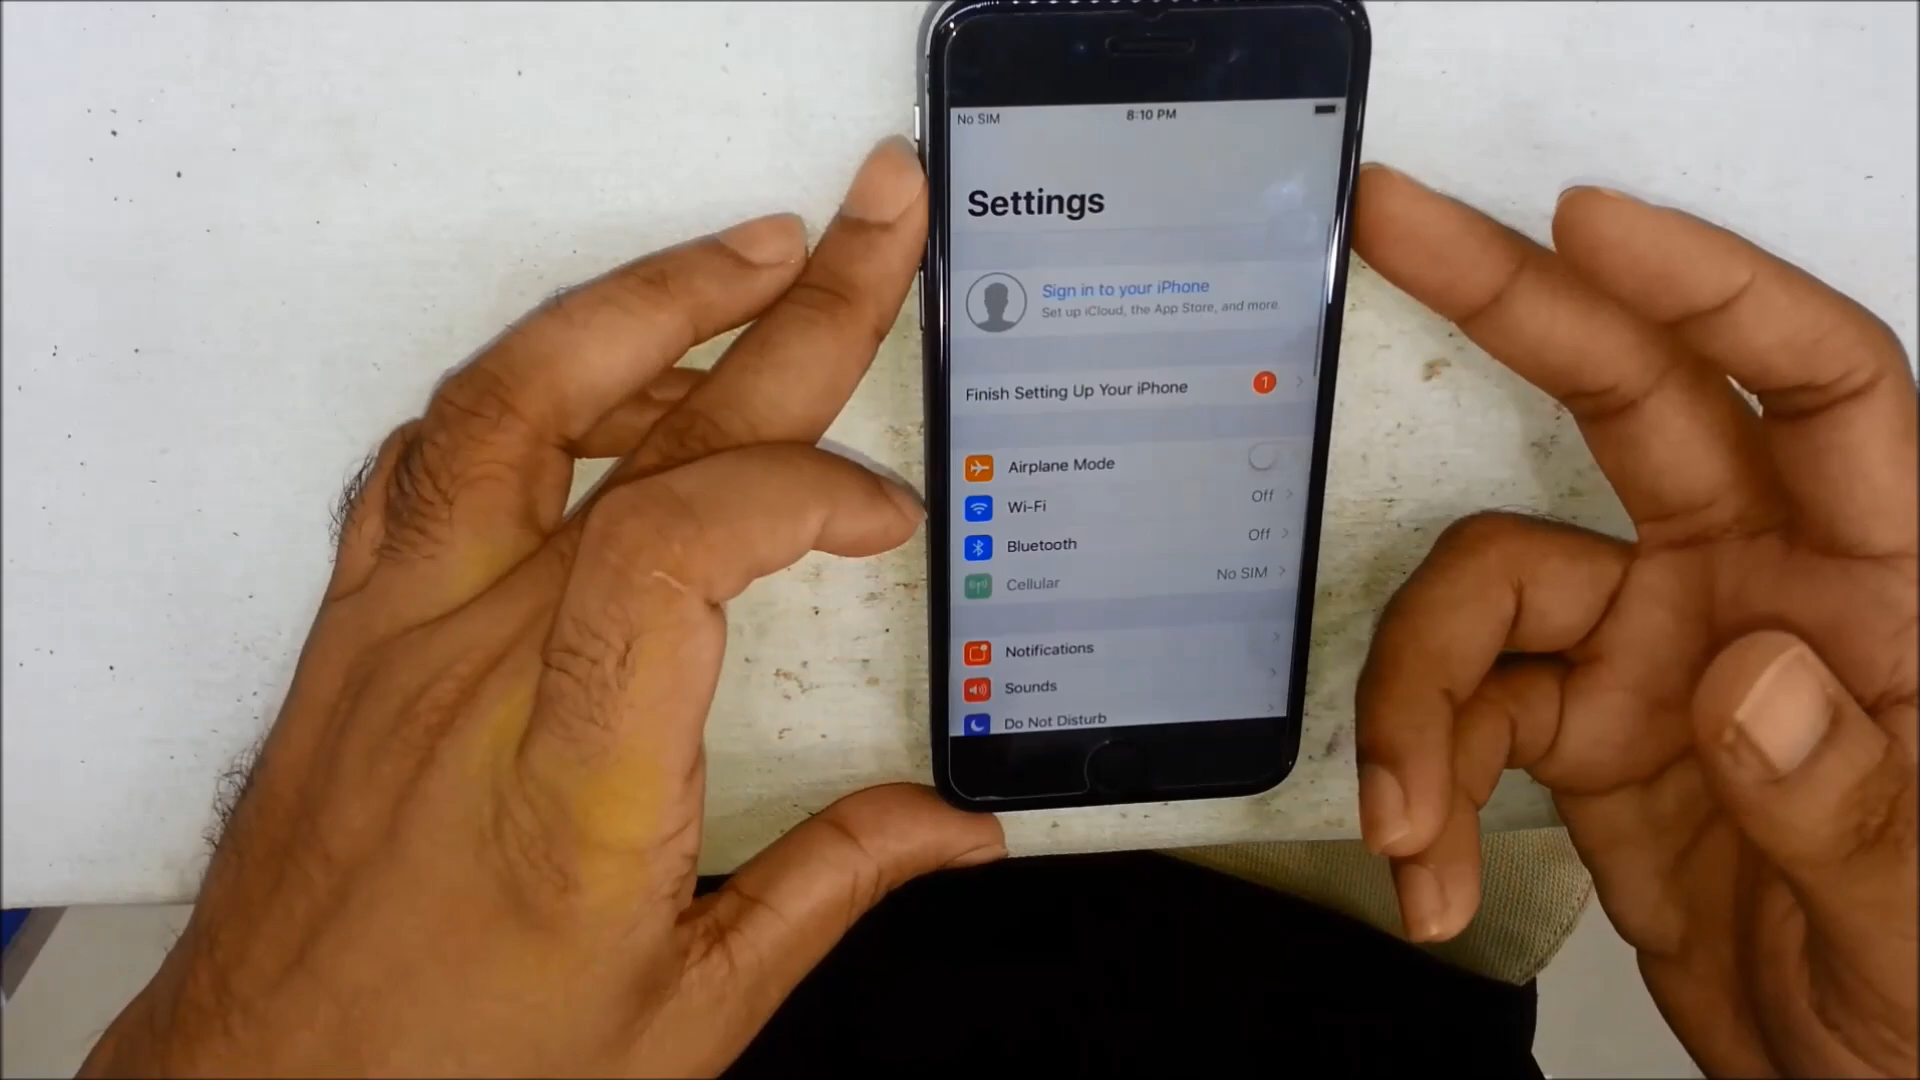 No SIM
8:10 PM
Settings
Sign in to your iPhone
Set up iCloud, the App Store, and more.
Finish Setting Up Your iPhone 1
Airplane Mode
Wi-Fi Off
Bluetooth Off
Cellular No SIM
Notifications
Sounds
Do Not Disturb